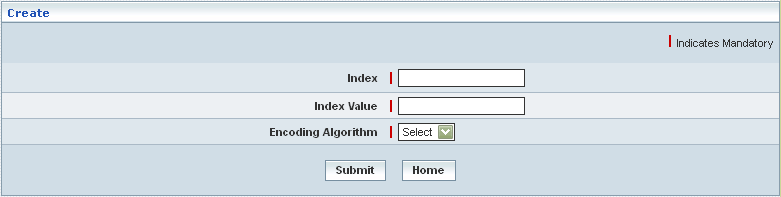 Create
Indicates Mandatory
Index
Index Value
Encoding Algorithm Select
Submit Home